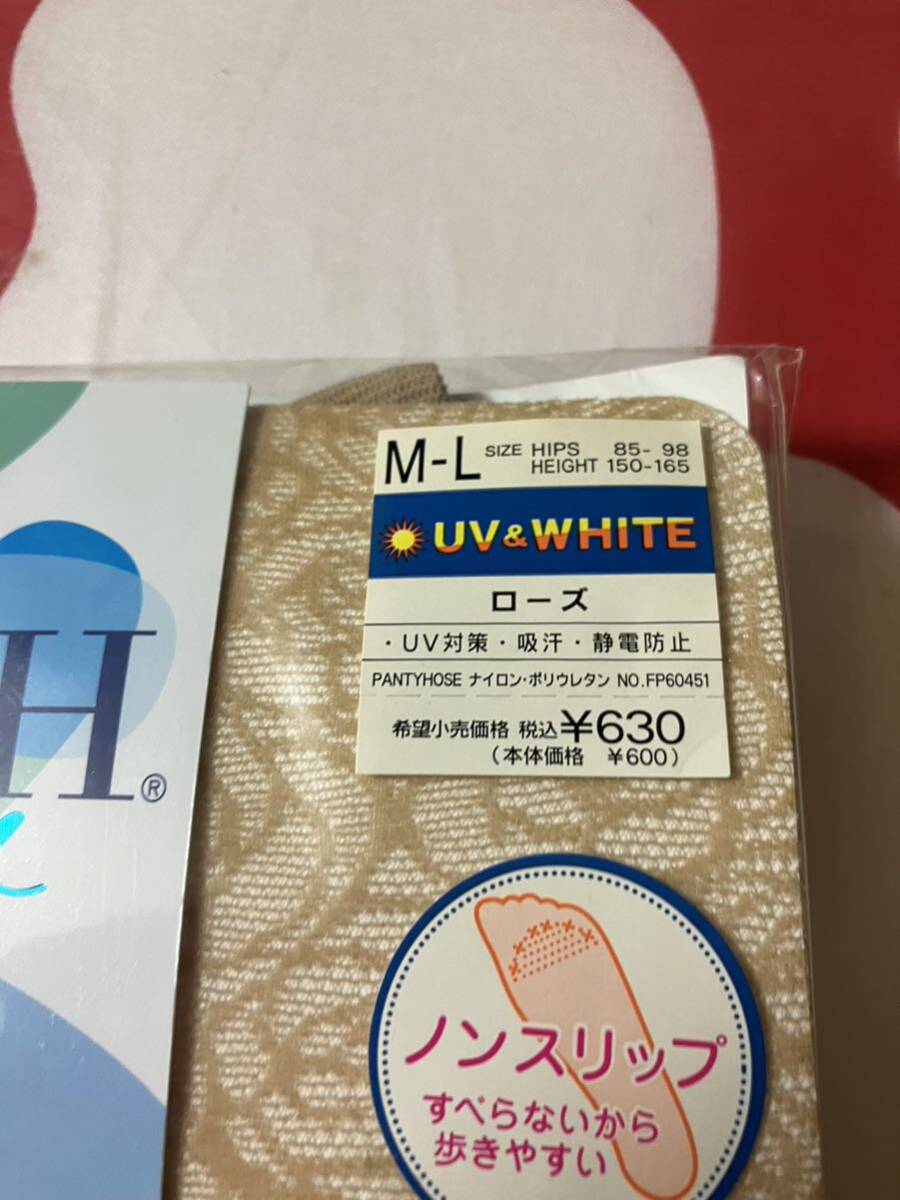 M-L SIZE HIPS 85- 98
HEIGHT 150-165
UV&WHITE
ローズ
・UV対策・吸汗・静電防止
PANTYHOSE ナイロン・ポリウレタン NO.FP60451
希望小売価格 税込¥630
(本体価格 ¥600)
H®
ノンスリップ
すべらないから
歩きやすい